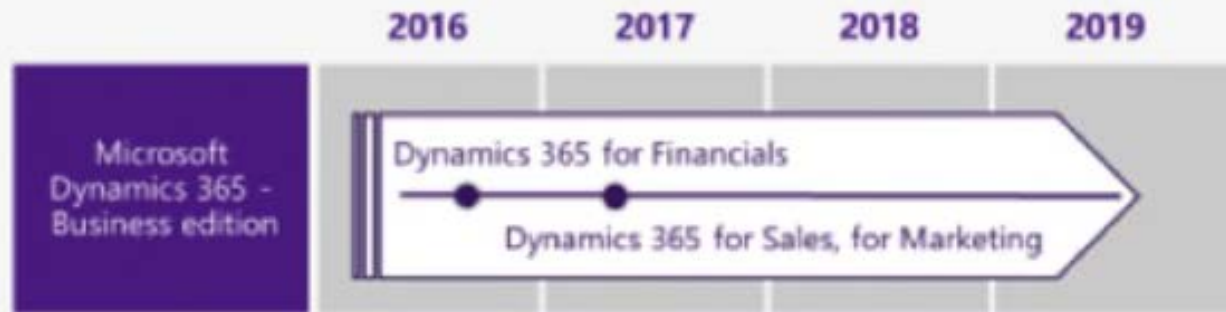 2016 2017 2018 2019
Microsoft
Dynamics 365 -
Business edition
Dynamics 365 for Financials
Dynamics 365 for Sales, for Marketing